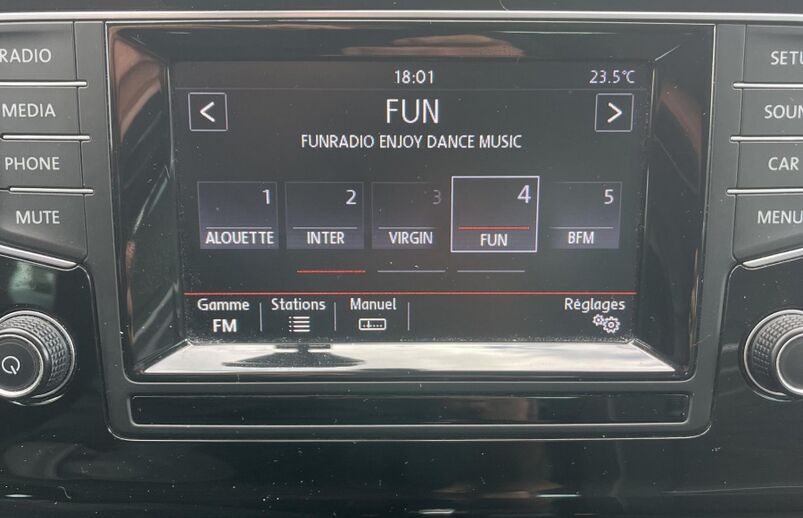 RADIO
MEDIA
PHONE
MUTE
18:01 23.5°C
FUN
FUNRADIO ENJOY DANCE MUSIC
1 2 3 4 5
ALOUETTE INTER VIRGIN FUN BFM
Gamme Stations Manuel Réglages
FM
SETU
SOUN
CAR
MENU